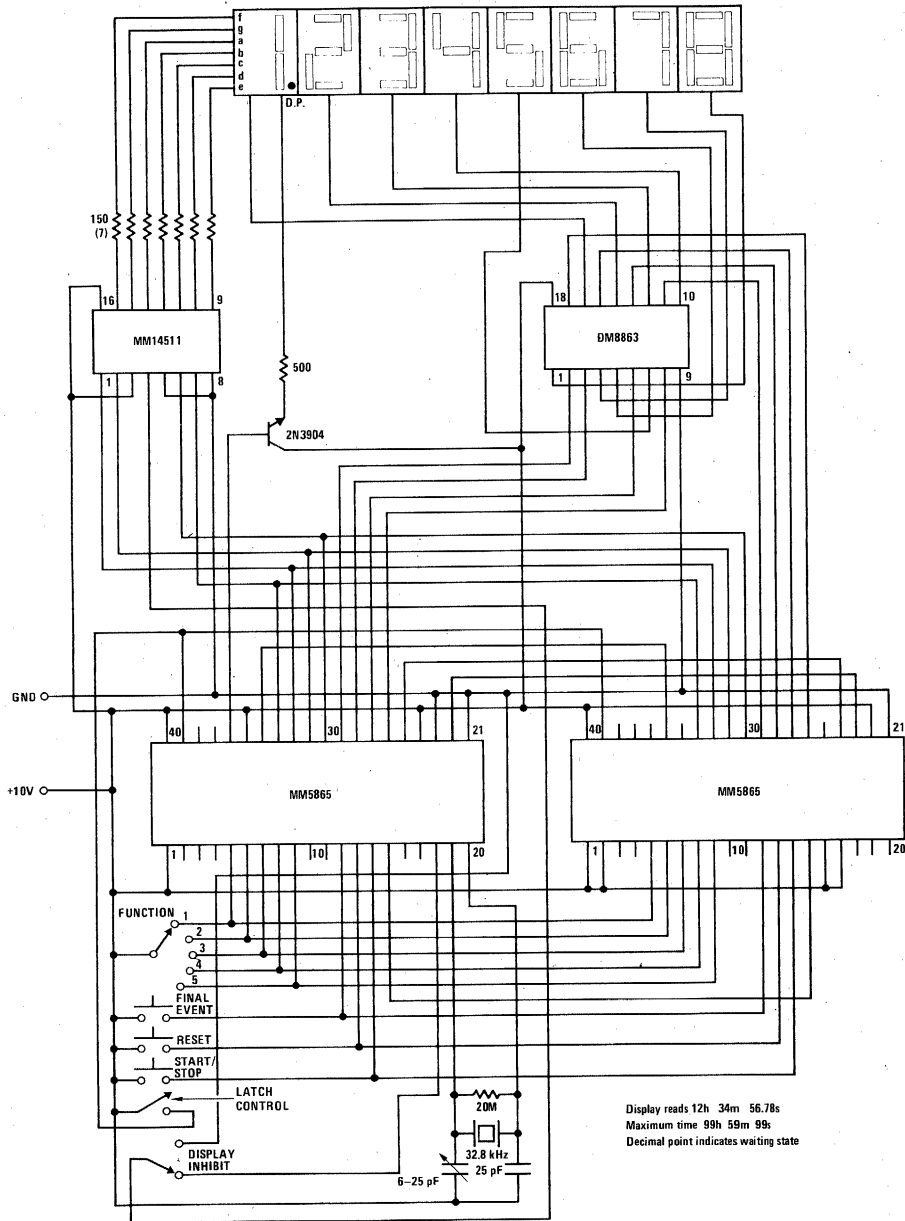 f
g
a
b
c
d
e
D.P.
150
(7)
16
9
18
10
MM14511
DM8863
1
8
1
9
500
2N3904
GND
40
30
21
40
30
21
MM5865
MM5865
+10V
1
10
20
1
10
20
FUNCTION
1
2
3
4
5
FINAL
EVENT
RESET
START/
STOP
LATCH
CONTROL
20M
DISPLAY
INHIBIT
32.8 kHz
6–25 pF
25 pF
Display reads 12h 34m 56.78s
Maximum time 99h 59m 99s
Decimal point indicates waiting state